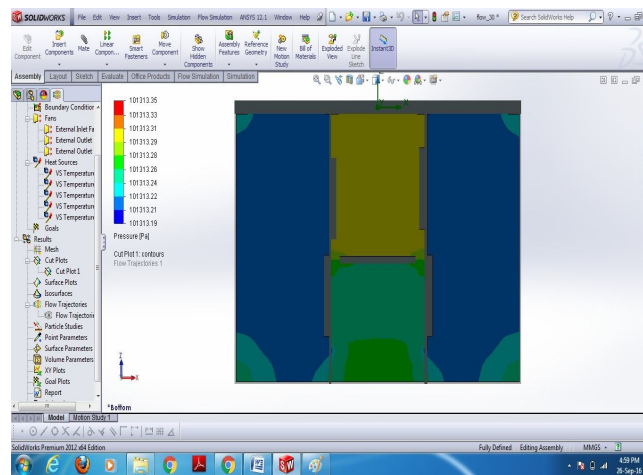 SOLIDWORKS File Edit View Insert Tools Simulation Flow Simulation ANSYS 12.1 Window Help flow_30 * Search SolidWorks Help
Edit Component
Insert Components
Mate
Linear Compon...
Smart Fasteners
Move Component
Show Hidden Components
Assembly Features
Reference Geometry
New Motion Study
Bill of Materials
Exploded View
Explode Line Sketch
Instant3D
Assembly Layout Sketch Evaluate Office Products Flow Simulation Simulation
Boundary Condition
Fans
External Inlet Fa
External Outlet
External Outlet
Heat Sources
VS Temperature
VS Temperature
VS Temperature
VS Temperature
Goals
Results
Mesh
Cut Plots
Cut Plot 1
Surface Plots
Isosurfaces
Flow Trajectories
Flow Trajectorie
Particle Studies
Point Parameters
Surface Parameters
Volume Parameters
XY Plots
Goal Plots
Report
101313.35
101313.33
101313.31
101313.29
101313.28
101313.26
101313.24
101313.22
101313.21
101313.19
Pressure [Pa]
Cut Plot 1: contours
Flow Trajectories 1
Z
X
*Bottom
Model Motion Study 1
SolidWorks Premium 2012 x64 Edition Fully Defined Editing Assembly MMGS
4:59 PM
26-Sep-18